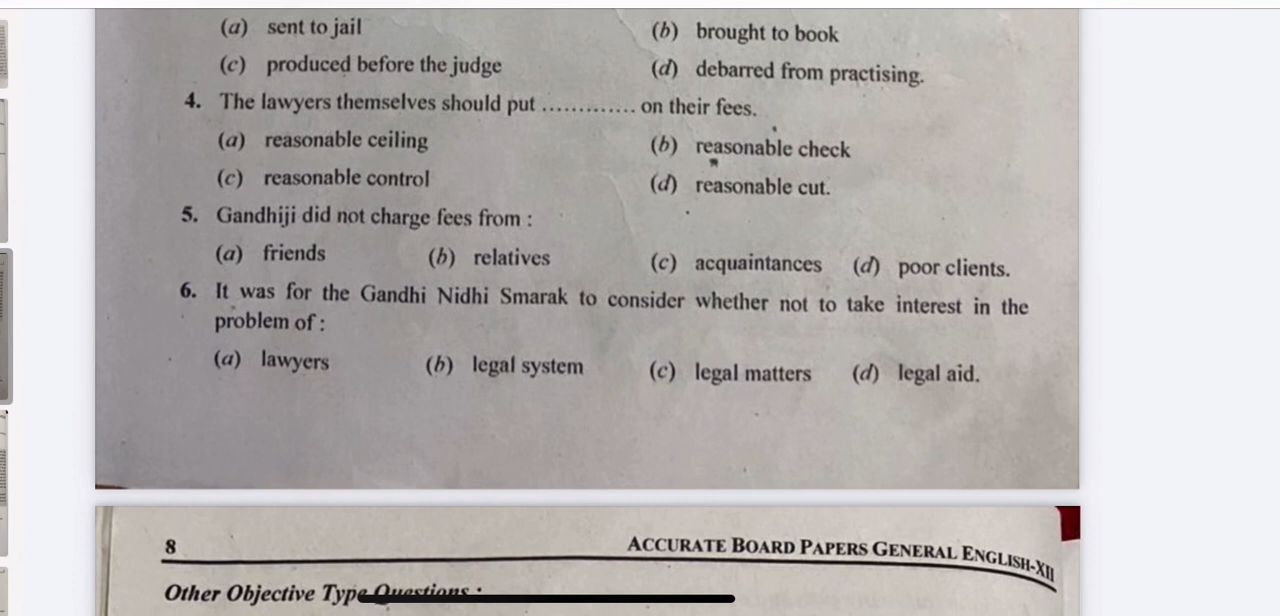 (a) sent to jail (b) brought to book
(c) produced before the judge (d) debarred from practising.
4. The lawyers themselves should put ............. on their fees.
(a) reasonable ceiling (b) reasonable check
(c) reasonable control (d) reasonable cut.
5. Gandhiji did not charge fees from :
(a) friends (b) relatives (c) acquaintances (d) poor clients.
6. It was for the Gandhi Nidhi Smarak to consider whether not to take interest in the
problem of :
(a) lawyers (b) legal system (c) legal matters (d) legal aid.
8 ACCURATE BOARD PAPERS GENERAL ENGLISH-XII
Other Objective Type Questions :